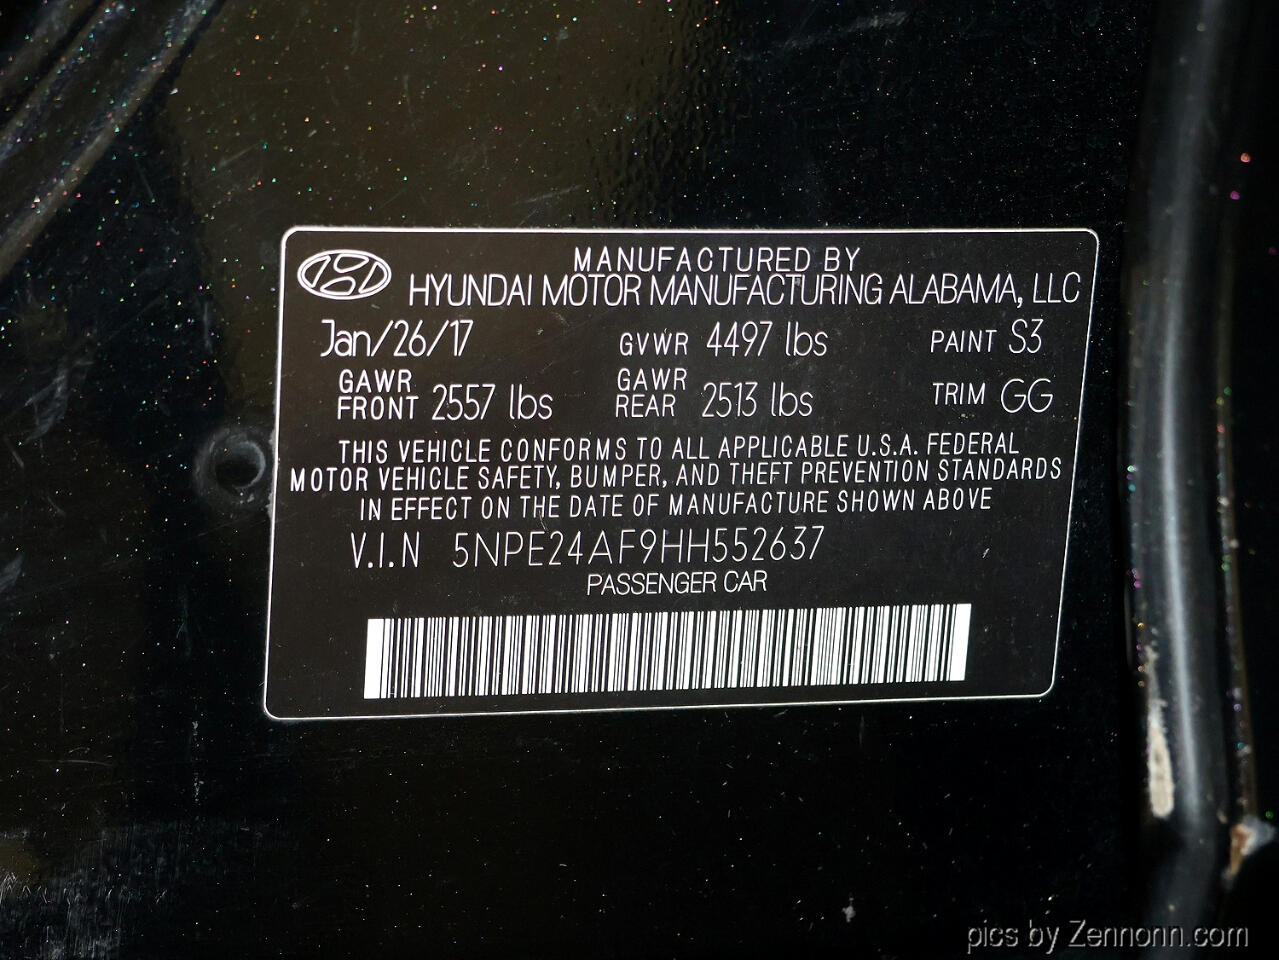 MANUFACTURED BY
HYUNDAI MOTOR MANUFACTURING ALABAMA, LLC
Jan/26/17 GVWR 4497 lbs PAINT S3
GAWR FRONT 2557 lbs GAWR REAR 2513 lbs TRIM GG
THIS VEHICLE CONFORMS TO ALL APPLICABLE U.S.A. FEDERAL
MOTOR VEHICLE SAFETY, BUMPER, AND THEFT PREVENTION STANDARDS
IN EFFECT ON THE DATE OF MANUFACTURE SHOWN ABOVE
V.I.N 5NPE24AF9HH552637
PASSENGER CAR
pics by Zennonn.com